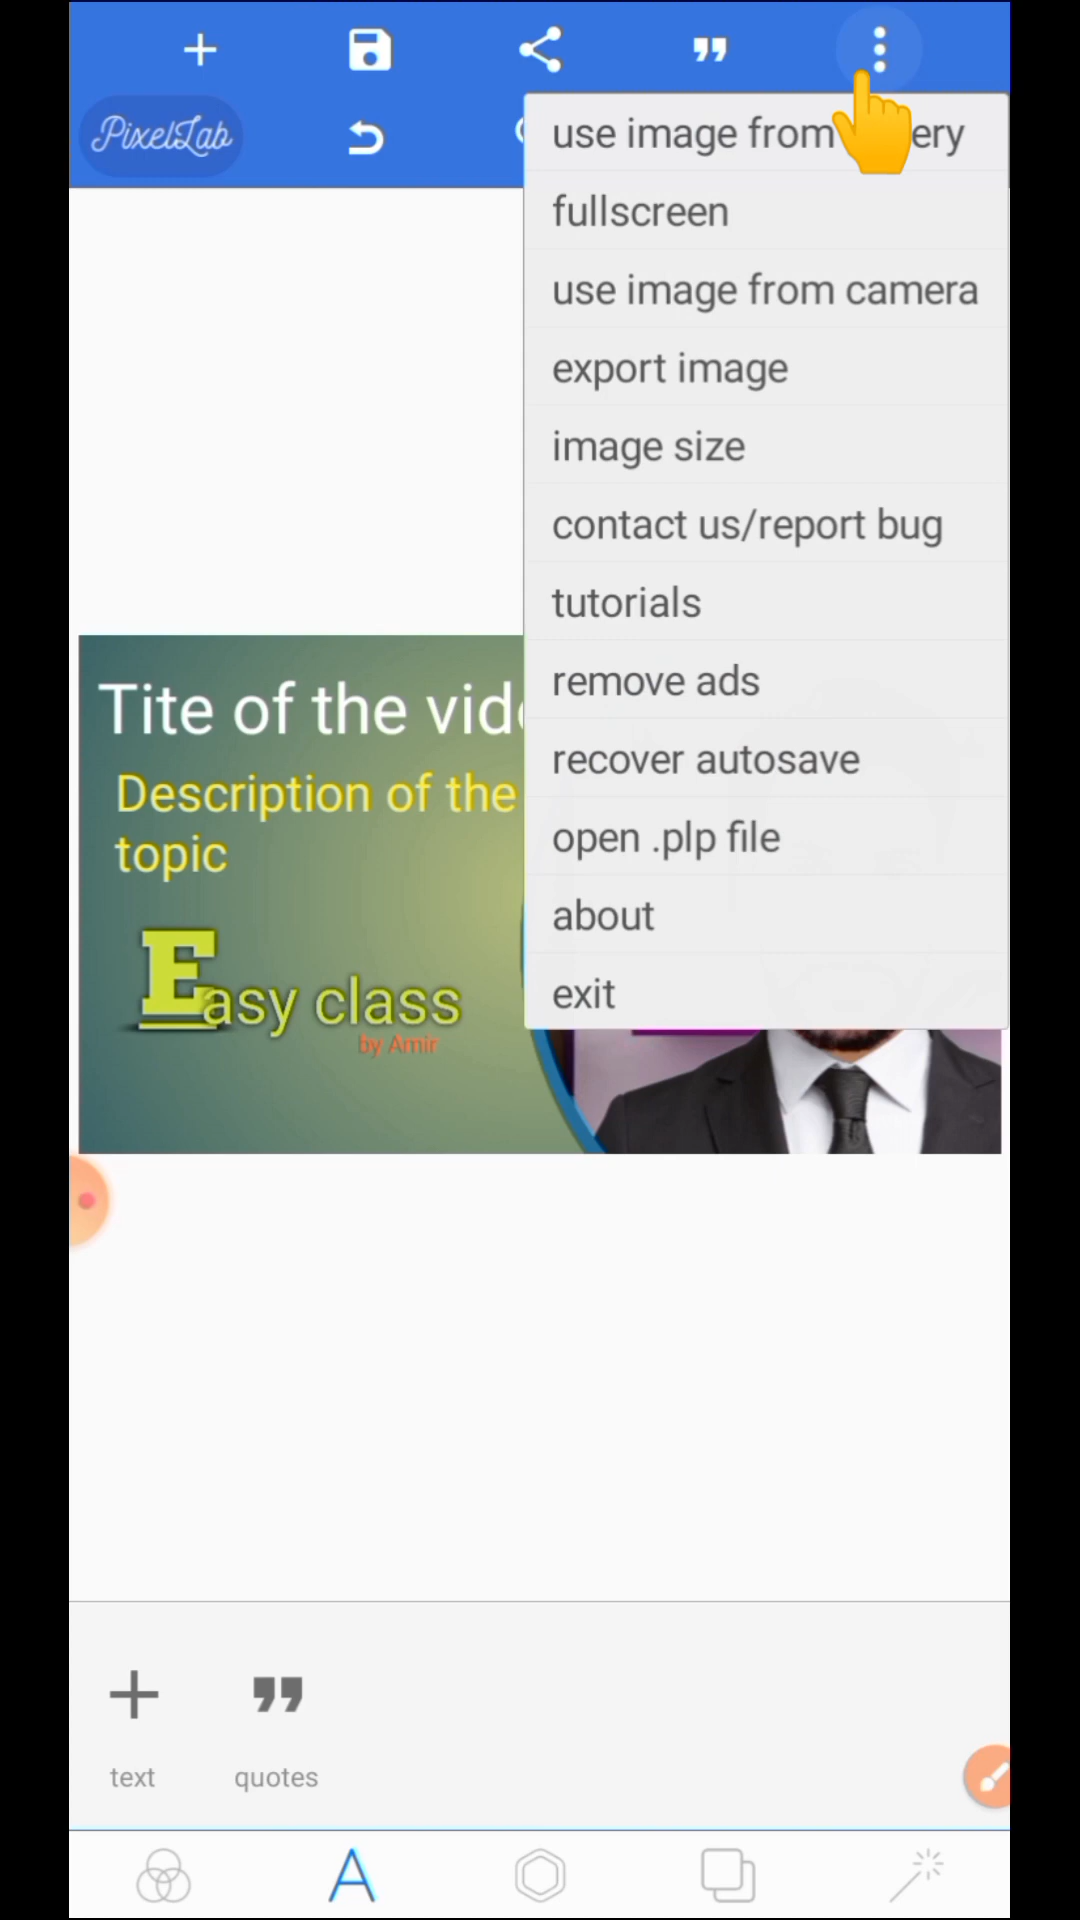 PixelLab
use image from ery
fullscreen
use image from camera
export image
image size
contact us/report bug
tutorials
remove ads
recover autosave
open .plp file
about
exit
Tite of the vid
Description of the
topic
Easy class
by Amir
text
quotes